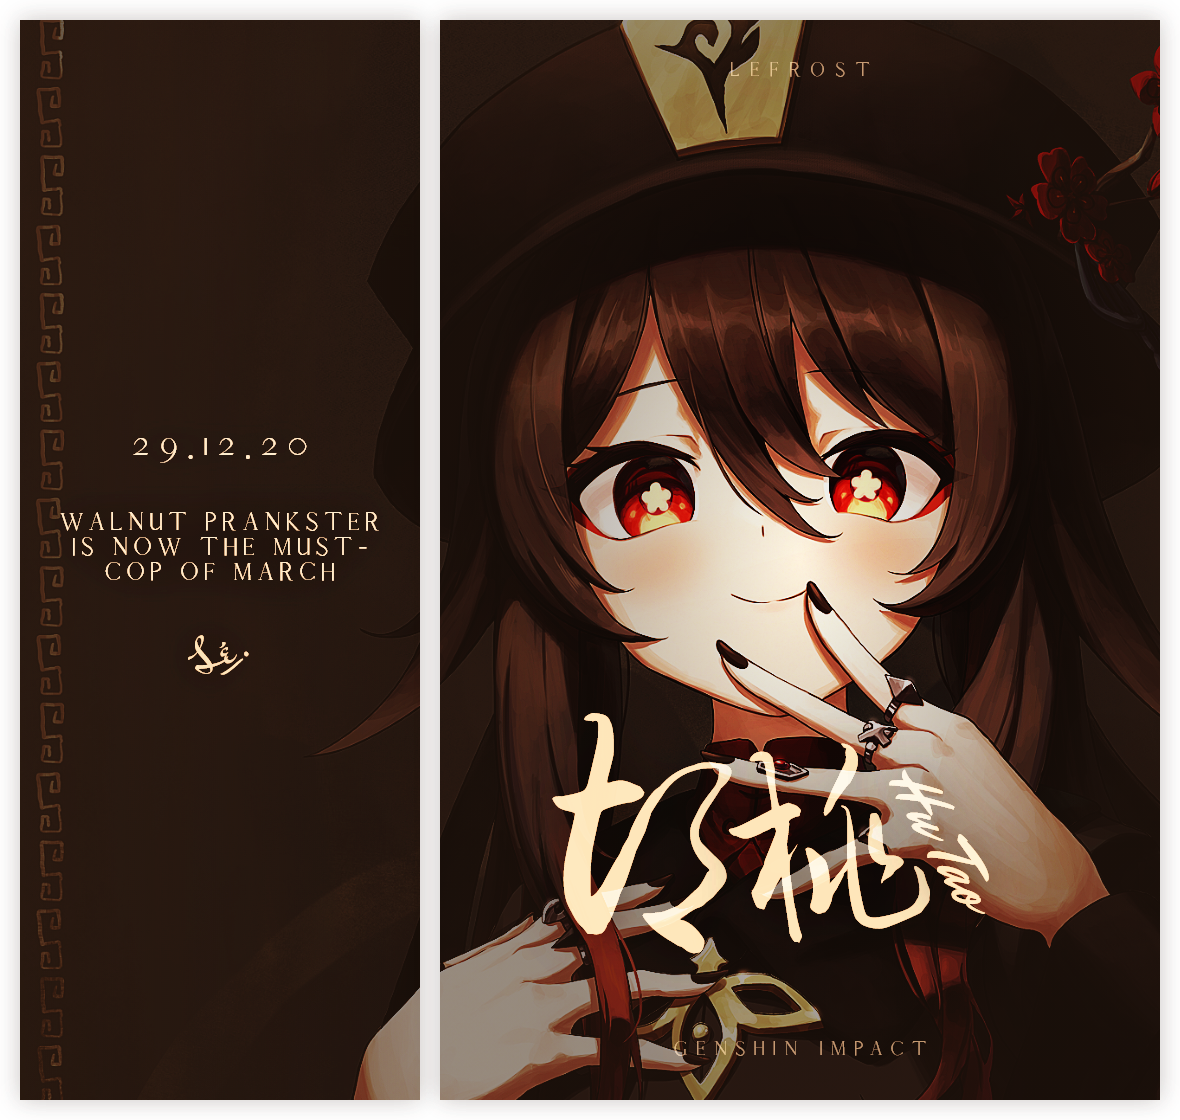 29.12.20
WALNUT PRANKSTER
IS NOW THE MUST-
COP OF MARCH
Lé.
LEFROST
胡桃
Hu Tao
GENSHIN IMPACT